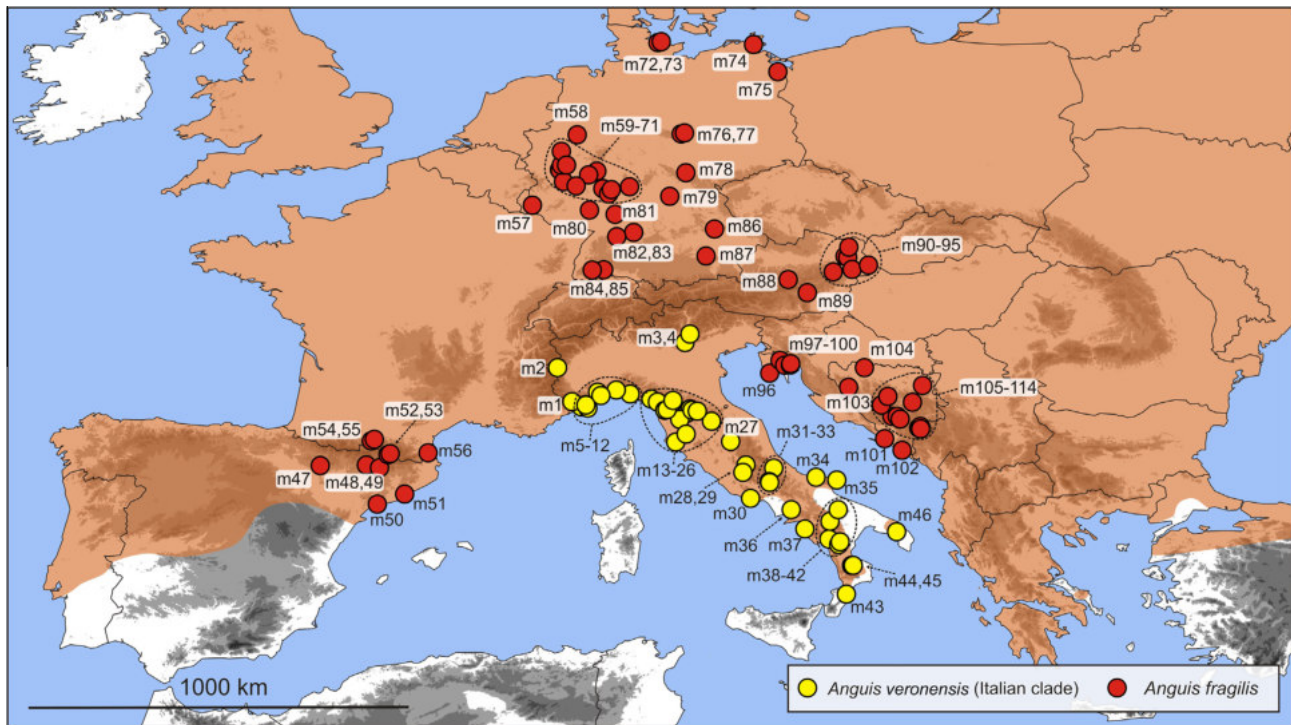 m72,73
m74
m75
m58
m59-71
m76,77
m78
m79
m57
m81
m80
m86
m82,83
m87
m90-95
m84,85
m88
m89
m3,4
m2
m97-100
m104
m96
m105-114
m1
m103
m52,53
m27
m54,55
m5-12
m31-33
m101
m56
m13-26
m34
m102
m47
m48,49
m28,29
m35
m51
m30
m50
m46
m36
m37
m38-42
m44,45
m43
1000 km
Anguis veronensis (Italian clade) Anguis fragilis